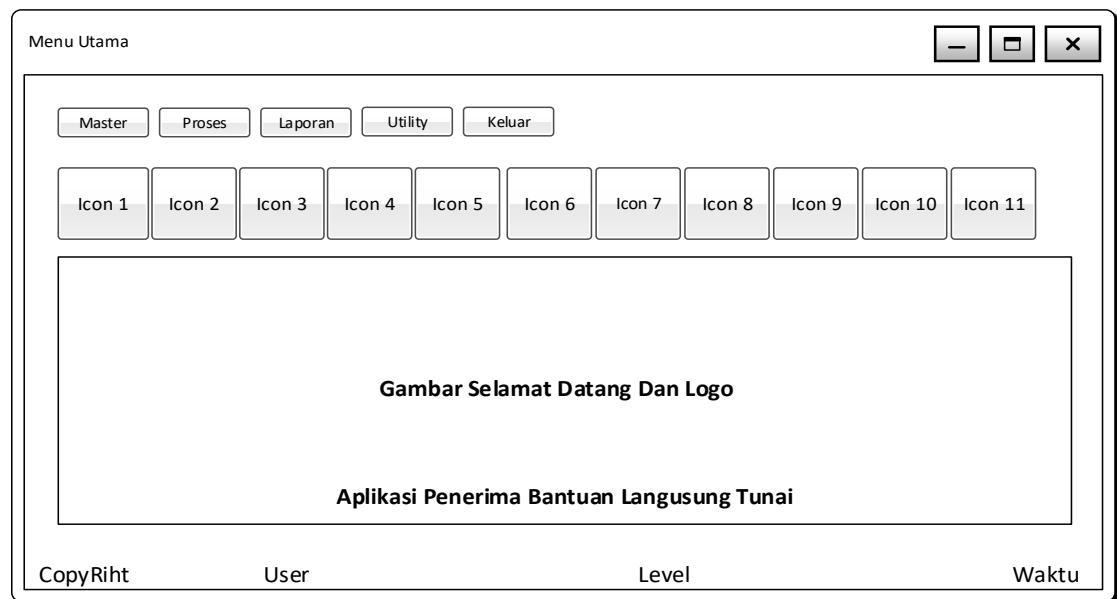 Menu Utama
Master Proses Laporan Utility Keluar
Icon 1 Icon 2 Icon 3 Icon 4 Icon 5 Icon 6 Icon 7 Icon 8 Icon 9 Icon 10 Icon 11
Gambar Selamat Datang Dan Logo
Aplikasi Penerima Bantuan Langusung Tunai
CopyRiht User Level Waktu